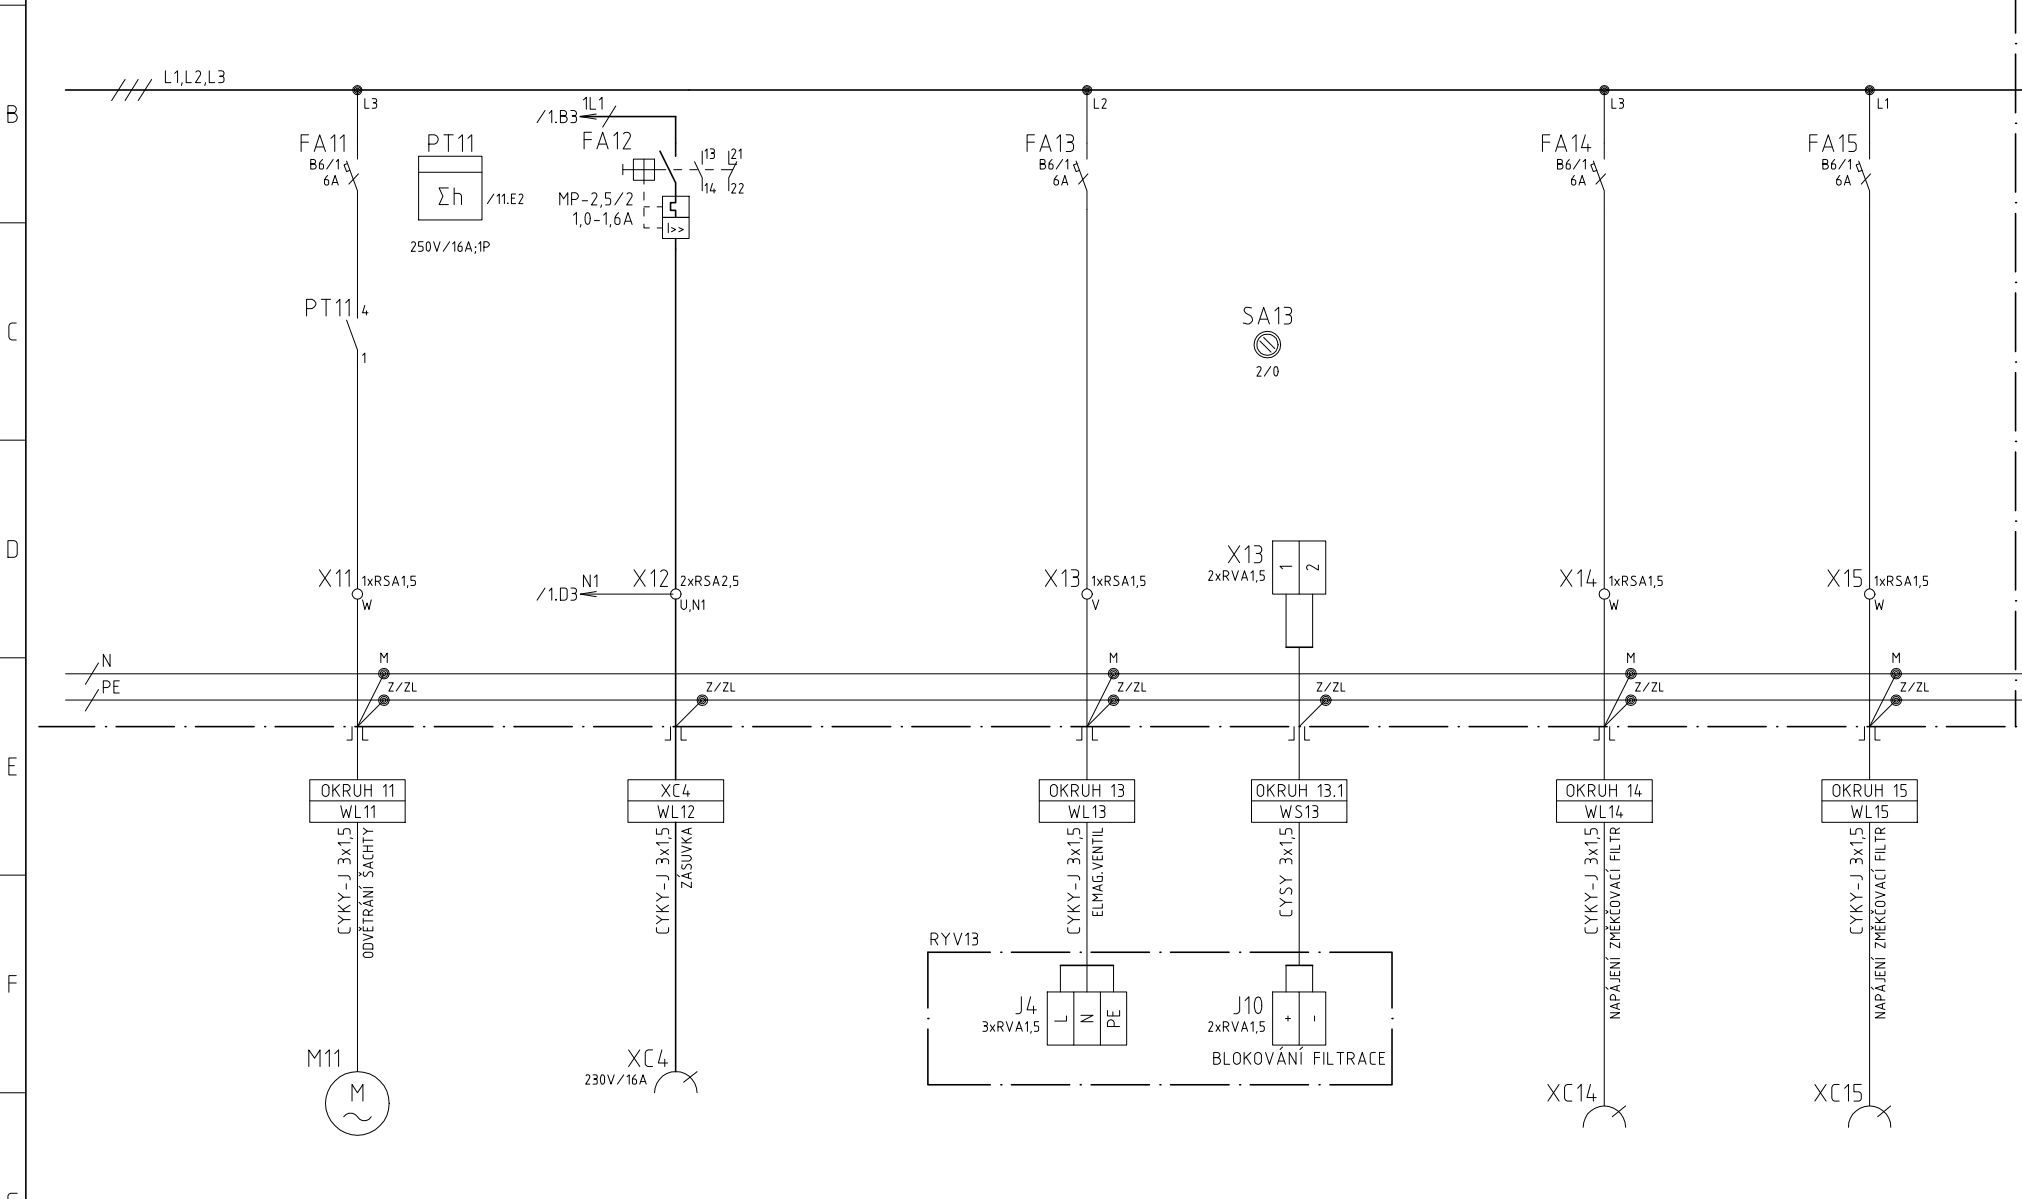 L1,L2,L3
B
C
D
E
F
L3
FA11
B6/1
6A
PT11
Σh
/11.E2
250V/16A;1P
PT11
4
1
X11
1xRSA1,5
W
1L1
/1.B3
FA12
13
14
21
22
MP-2,5/2
1,0-1,6A
I>>
N1
/1.D3
X12
2xRSA2,5
U,N1
L2
FA13
B6/1
6A
X13
1xRSA1,5
V
SA13
2/0
X13
2xRVA1,5
1
2
L3
FA14
B6/1
6A
X14
1xRSA1,5
W
L1
FA15
B6/1
6A
X15
1xRSA1,5
W
N
M
M
M
M
PE
Z/ZL
Z/ZL
Z/ZL
Z/ZL
Z/ZL
Z/ZL
OKRUH 11
WL11
CYKY-J 3x1,5
ODVĚTRÁNÍ ŠACHTY
M11
M
XC4
WL12
CYKY-J 3x1,5
ZÁSUVKA
XC4
230V/16A
OKRUH 13
WL13
CYKY-J 3x1,5
ELMAG.VENTIL
RYV13
J4
3xRVA1,5
L
N
PE
OKRUH 13.1
WS13
CYSY 3x1,5
J10
2xRVA1,5
+
-
BLOKOVÁNÍ FILTRACE
OKRUH 14
WL14
CYKY-J 3x1,5
NAPÁJENÍ ZMĚKČOVACÍ FILTR
XC14
OKRUH 15
WL15
CYKY-J 3x1,5
NAPÁJENÍ ZMĚKČOVACÍ FILTR
XC15